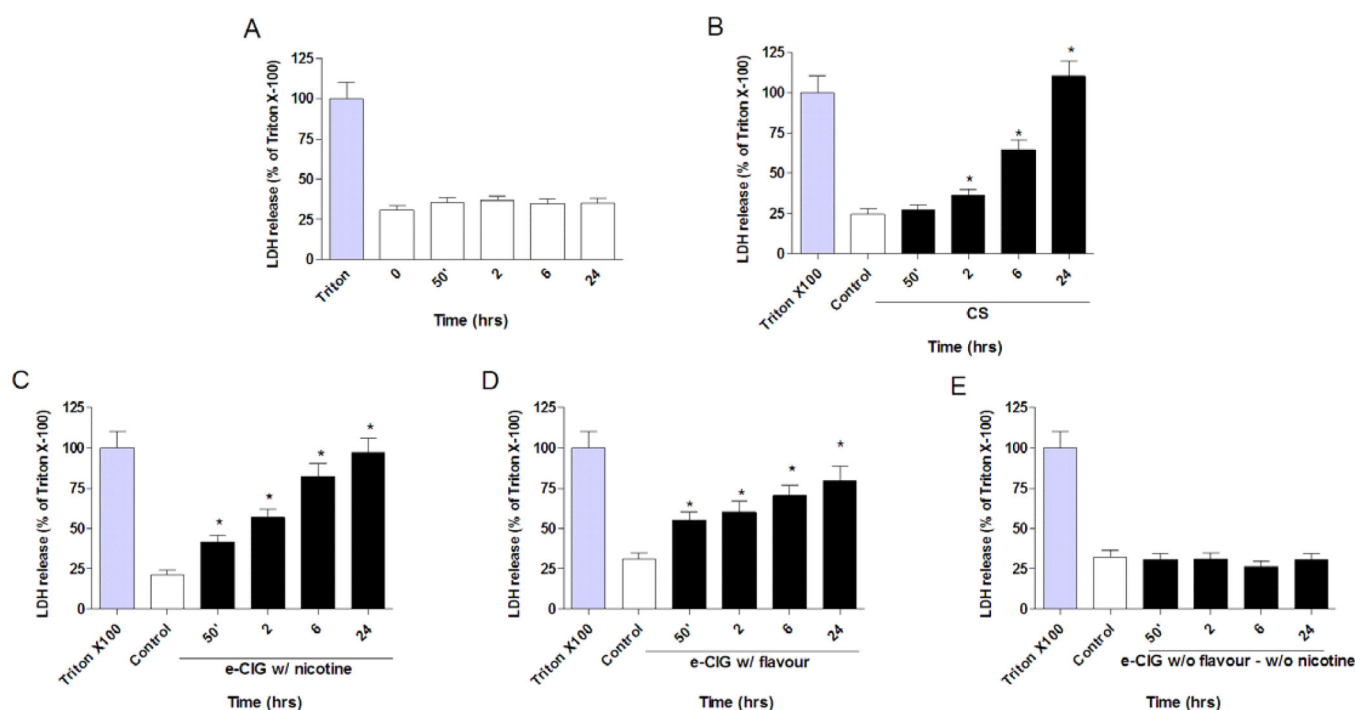 A
LDH release (% of Triton X-100)
125
100
75
50
25
0
Triton
0
50'
2
6
24
Time (hrs)
B
LDH release (% of Triton X-100)
125
100
75
50
25
0
* * *
Triton X100
Control
50'
2
6
24
CS
Time (hrs)
C
LDH release (% of Triton X-100)
125
100
75
50
25
0
* * * *
Triton X100
Control
50'
2
6
24
e-CIG w/ nicotine
Time (hrs)
D
LDH release (% of Triton X-100)
125
100
75
50
25
0
* * * *
Triton X100
Control
50'
2
6
24
e-CIG w/ flavour
Time (hrs)
E
LDH release (% of Triton X-100)
125
100
75
50
25
0
Triton X100
Control
50'
2
6
24
e-CIG w/o flavour - w/o nicotine
Time (hrs)